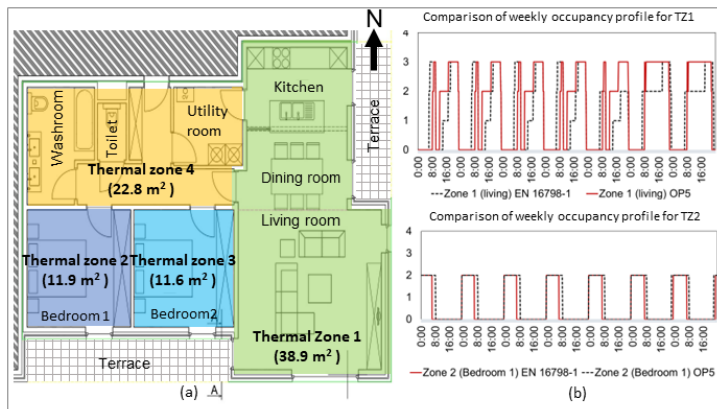 N
Washroom
Toilet
Utility
room
Kitchen
Terrace
Thermal zone 4
(22.8 m²)
Dining room
Living room
Thermal zone 2
(11.9 m²)
Bedroom 1
Thermal zone 3
(11.6 m²)
Bedroom2
Thermal Zone 1
(38.9 m²)
Terrace
(a)
A
Comparison of weekly occupancy profile for TZ1
4
3
2
1
0
0:00 8:00 16:00 0:00 8:00 16:00 0:00 8:00 16:00 0:00 8:00 16:00 0:00 8:00 16:00 0:00 8:00 16:00 0:00 8:00 16:00
Zone 1 (living) EN 16798-1 Zone 1 (living) OP5
Comparison of weekly occupancy profile for TZ2
4
3
2
1
0
0:00 8:00 16:00 0:00 8:00 16:00 0:00 8:00 16:00 0:00 8:00 16:00 0:00 8:00 16:00 0:00 8:00 16:00 0:00 8:00 16:00
Zone 2 (Bedroom 1) EN 16798-1 Zone 2 (Bedroom 1) OP5
(b)